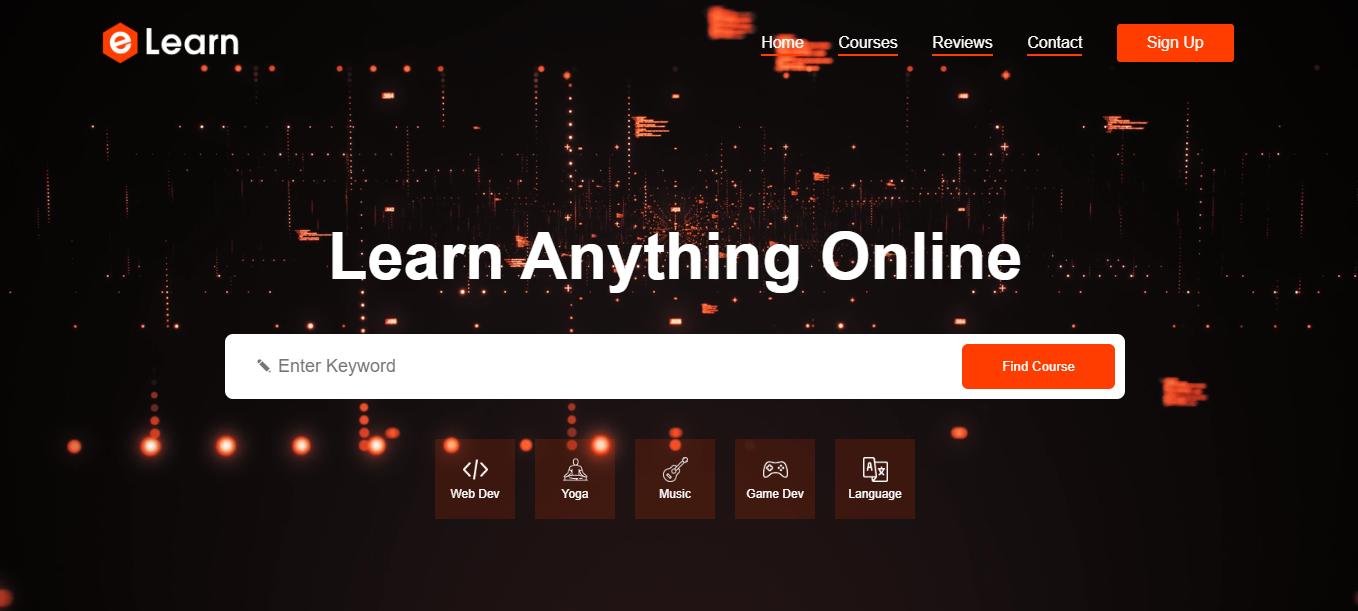 e Learn
Home Courses Reviews Contact Sign Up
Learn Anything Online
Enter Keyword Find Course
Web Dev Yoga Music Game Dev Language